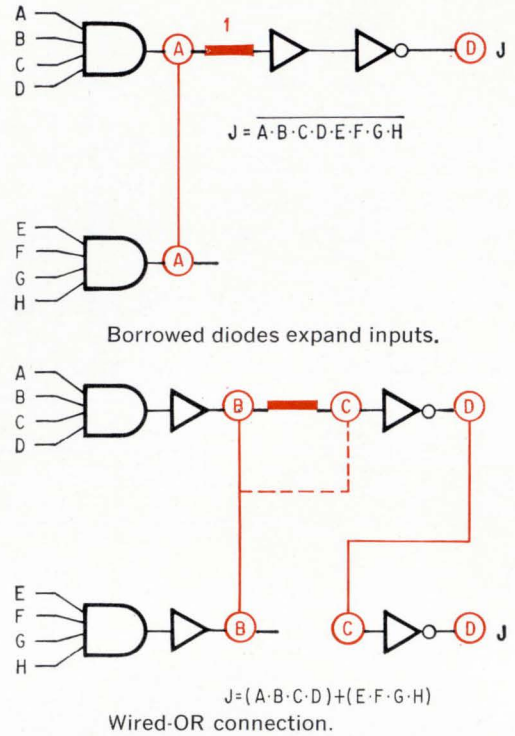 A
B
C
D
A
1
D
J
J = A·B·C·D·E·F·G·H
E
F
G
H
A
Borrowed diodes expand inputs.
A
B
C
D
B
C
D
E
F
G
H
B
C
D
J
J=(A·B·C·D)+(E·F·G·H)
Wired-OR connection.